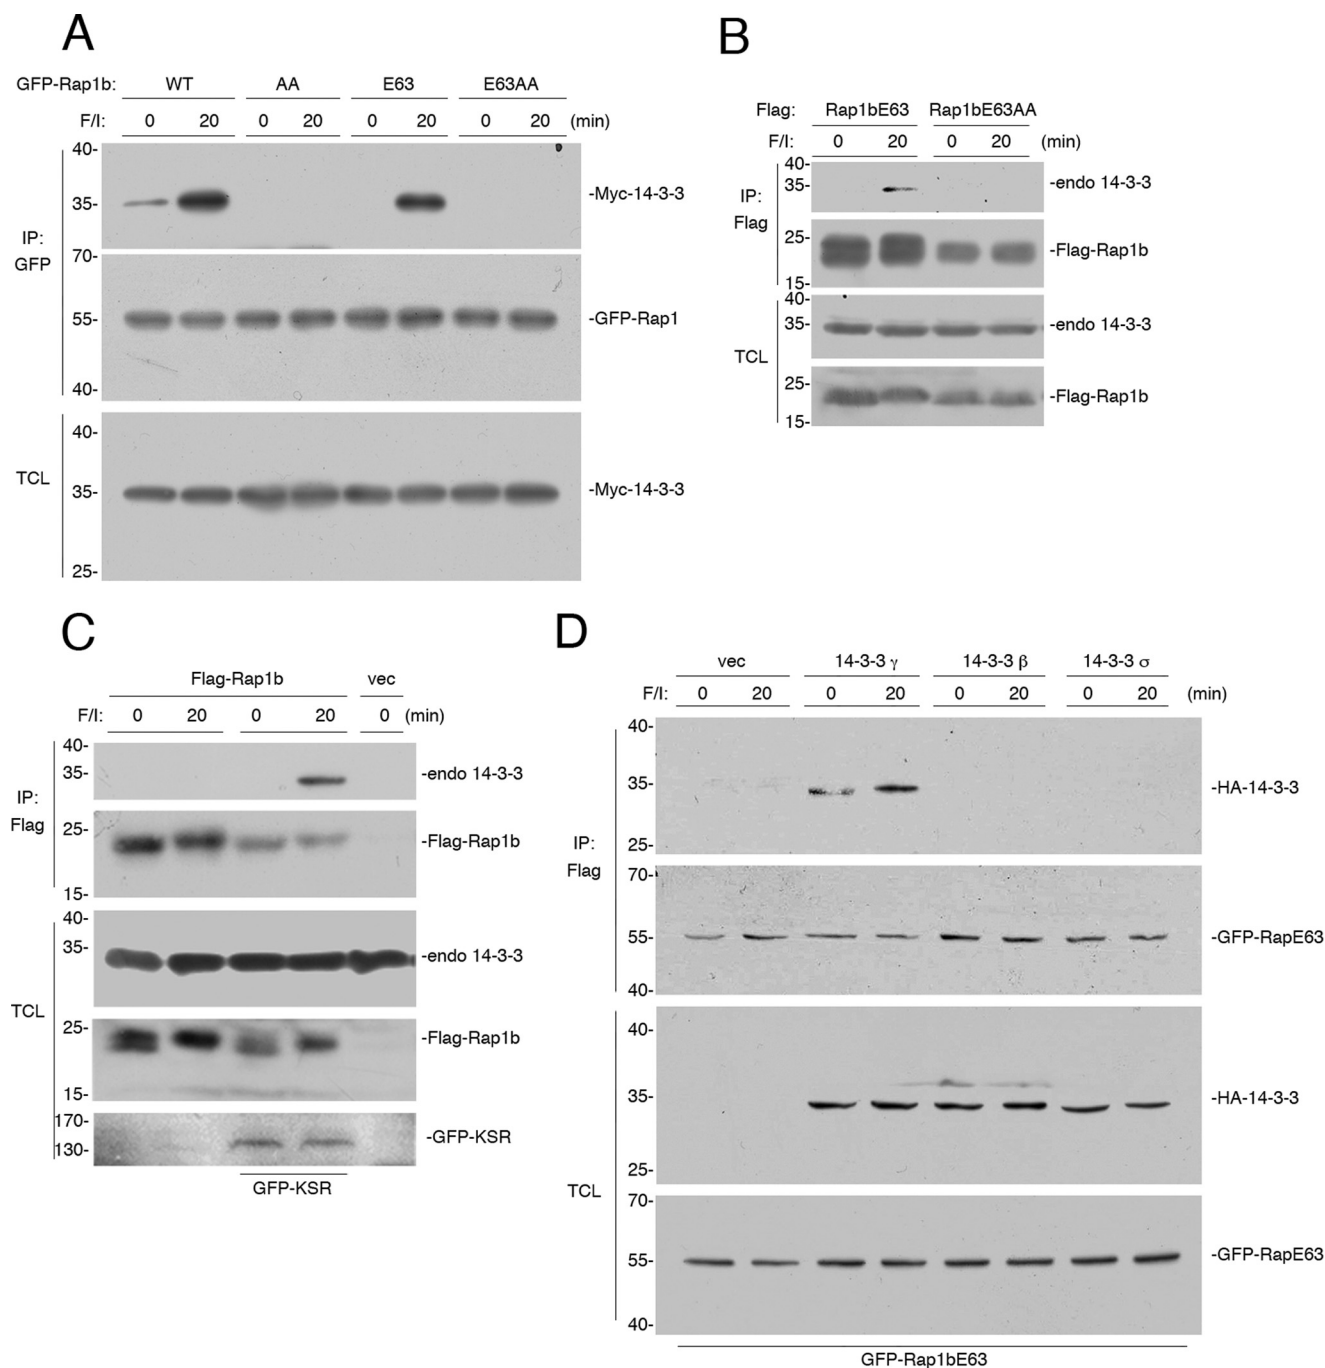 A
GFP-Rap1b: WT AA E63 E63AA
F/I: 0 20 0 20 0 20 0 20 (min)
40-
35- -Myc-14-3-3
IP:
GFP
70-
55- -GFP-Rap1
40-
40-
TCL
35- -Myc-14-3-3
25-
B
Flag: Rap1bE63 Rap1bE63AA
F/I: 0 20 0 20 (min)
40-
35- -endo 14-3-3
IP:
Flag
25- -Flag-Rap1b
15-
40-
35- -endo 14-3-3
TCL
25- -Flag-Rap1b
15-
C
Flag-Rap1b vec
F/I: 0 20 0 20 0 (min)
40-
35- -endo 14-3-3
IP:
Flag
25- -Flag-Rap1b
15-
40-
35- -endo 14-3-3
TCL
25- -Flag-Rap1b
15-
170-
130- -GFP-KSR
GFP-KSR
D
vec 14-3-3 γ 14-3-3 β 14-3-3 σ
F/I: 0 20 0 20 0 20 0 20 (min)
40-
35- -HA-14-3-3
25-
IP:
Flag
70-
55- -GFP-RapE63
40-
40-
35- -HA-14-3-3
25-
TCL
70-
55- -GFP-RapE63
40-
GFP-Rap1bE63